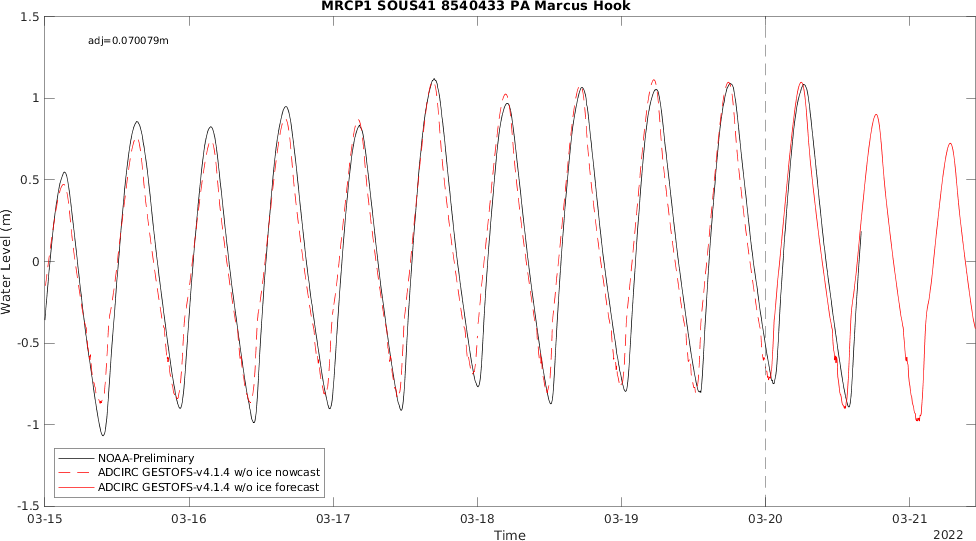 MRCP1 SOUS41 8540433 PA Marcus Hook
adj=0.070079m
1.5
1
0.5
0
-0.5
-1
-1.5
Water Level (m)
NOAA-Preliminary
ADCIRC GESTOFS-v4.1.4 w/o ice nowcast
ADCIRC GESTOFS-v4.1.4 w/o ice forecast
03-15 03-16 03-17 03-18 03-19 03-20 03-21
Time
2022